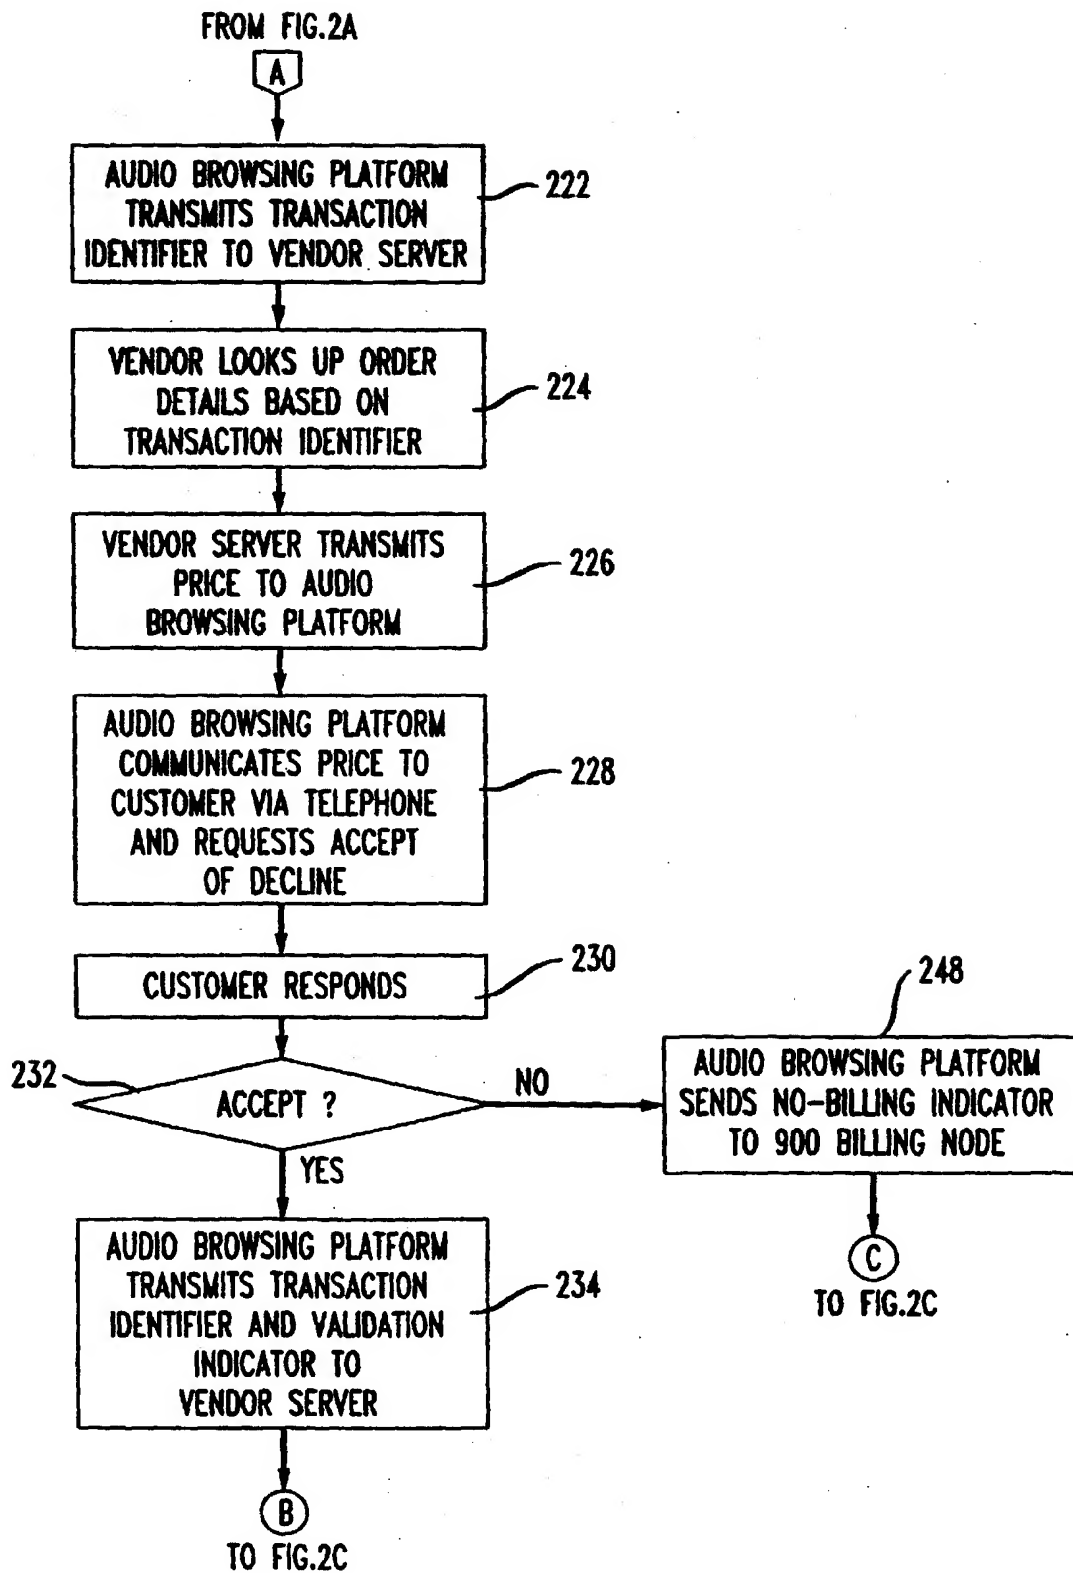 FROM FIG.2A
A
AUDIO BROWSING PLATFORM
TRANSMITS TRANSACTION
IDENTIFIER TO VENDOR SERVER
222
VENDOR LOOKS UP ORDER
DETAILS BASED ON
TRANSACTION IDENTIFIER
224
VENDOR SERVER TRANSMITS
PRICE TO AUDIO
BROWSING PLATFORM
226
AUDIO BROWSING PLATFORM
COMMUNICATES PRICE TO
CUSTOMER VIA TELEPHONE
AND REQUESTS ACCEPT
OF DECLINE
228
CUSTOMER RESPONDS
230
232
ACCEPT ?
NO
YES
248
AUDIO BROWSING PLATFORM
SENDS NO-BILLING INDICATOR
TO 900 BILLING NODE
C
TO FIG.2C
AUDIO BROWSING PLATFORM
TRANSMITS TRANSACTION
IDENTIFIER AND VALIDATION
INDICATOR TO
VENDOR SERVER
234
B
TO FIG.2C